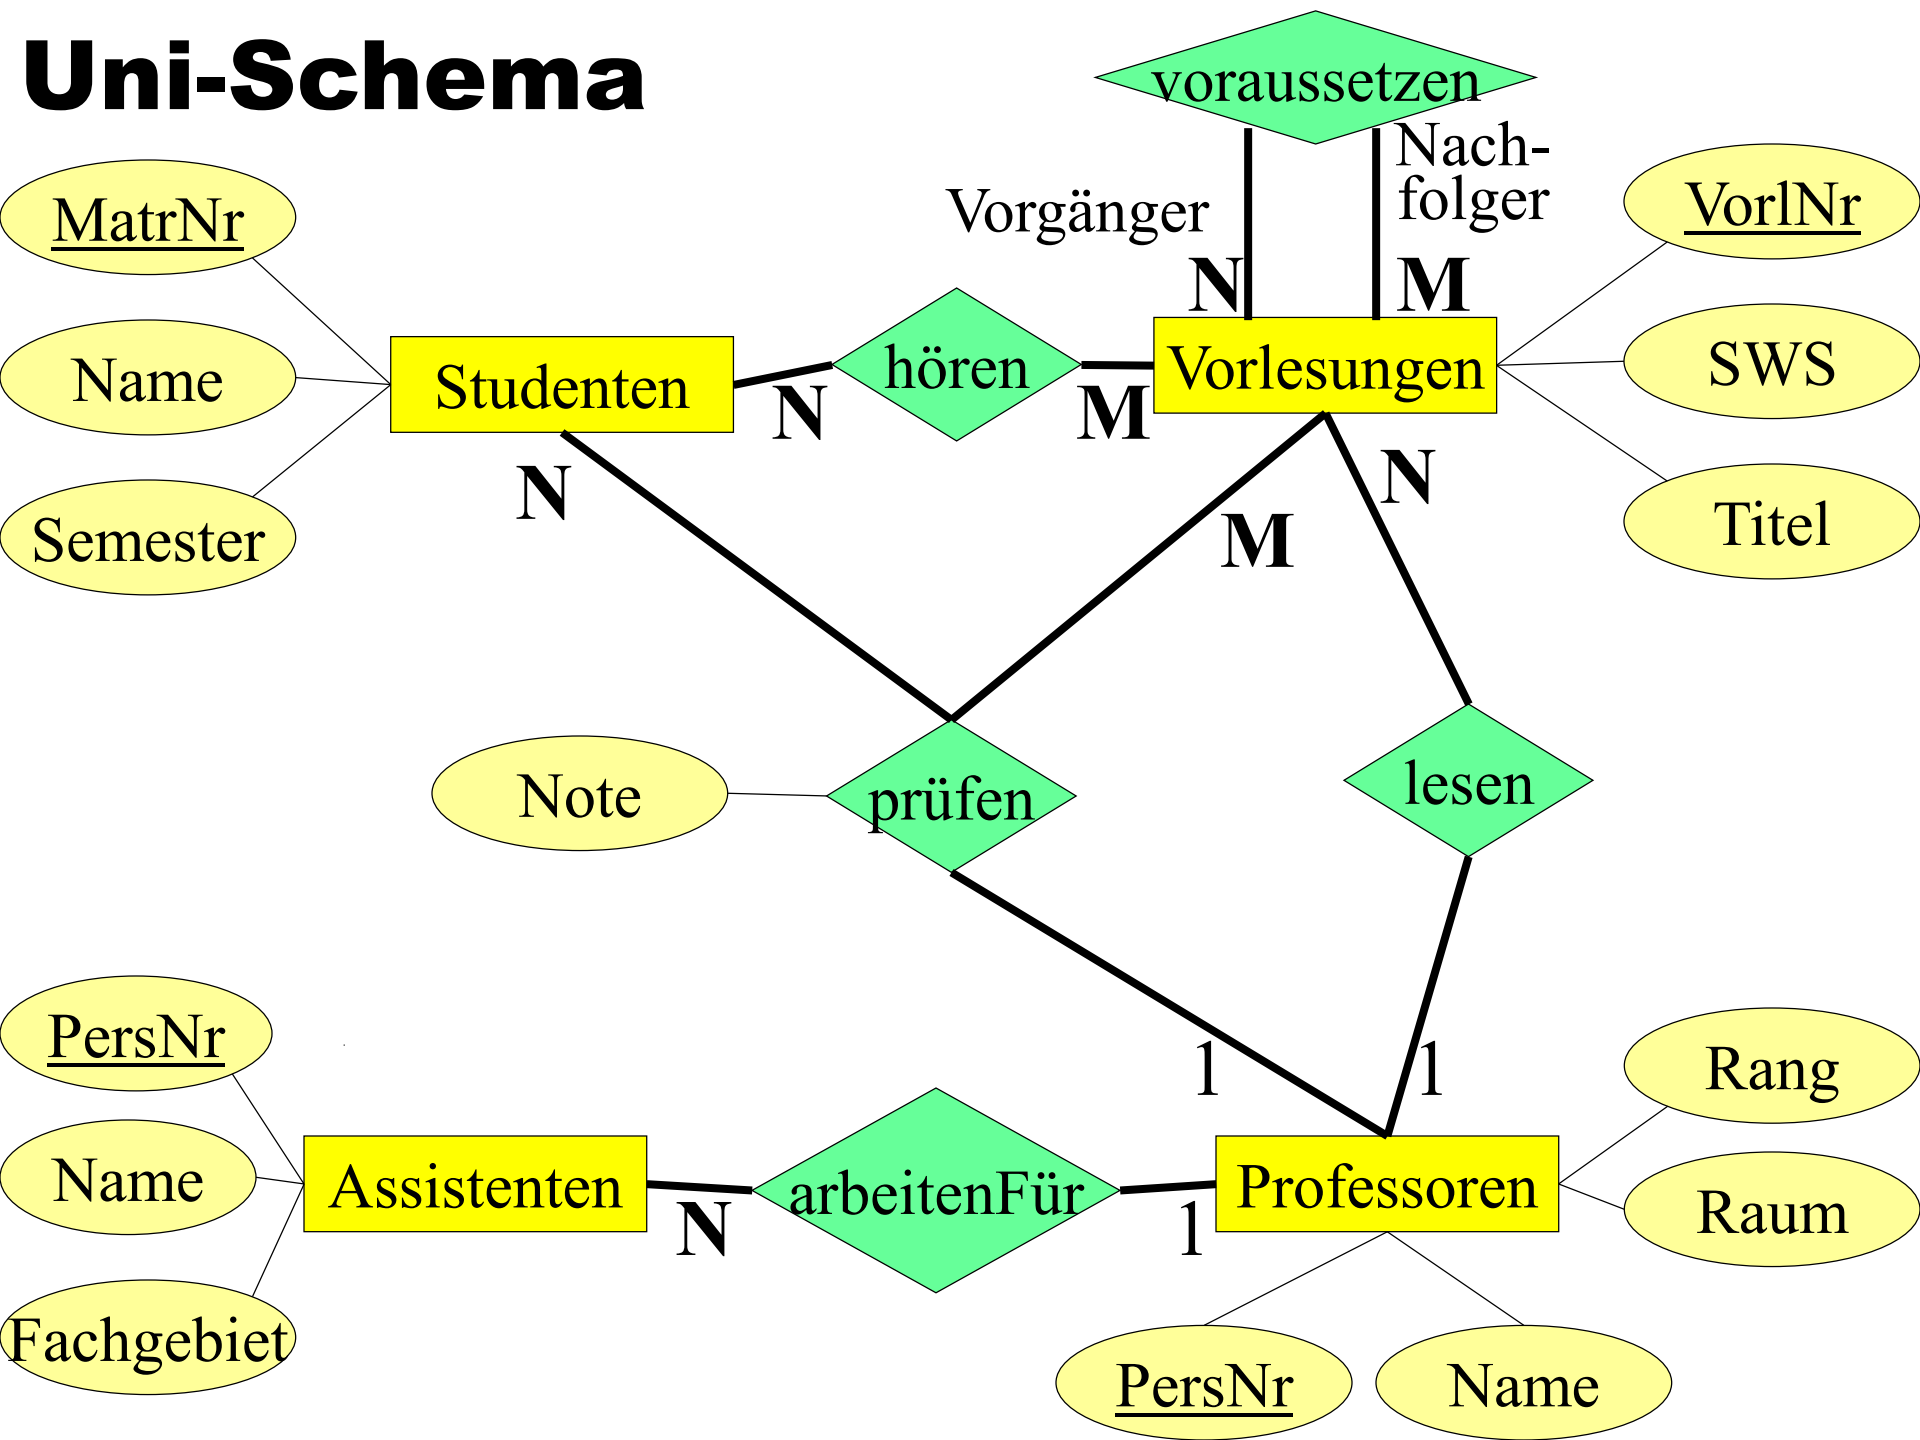 Uni-Schema
voraussetzen
Nach-
folger
Vorgänger
N
M
MatrNr
Name
Semester
Studenten
N
hören
M
Vorlesungen
VorlNr
SWS
Titel
N
M
N
Note
prüfen
lesen
1
1
PersNr
Name
Fachgebiet
Assistenten
N
arbeitenFür
1
Professoren
Rang
Raum
PersNr
Name